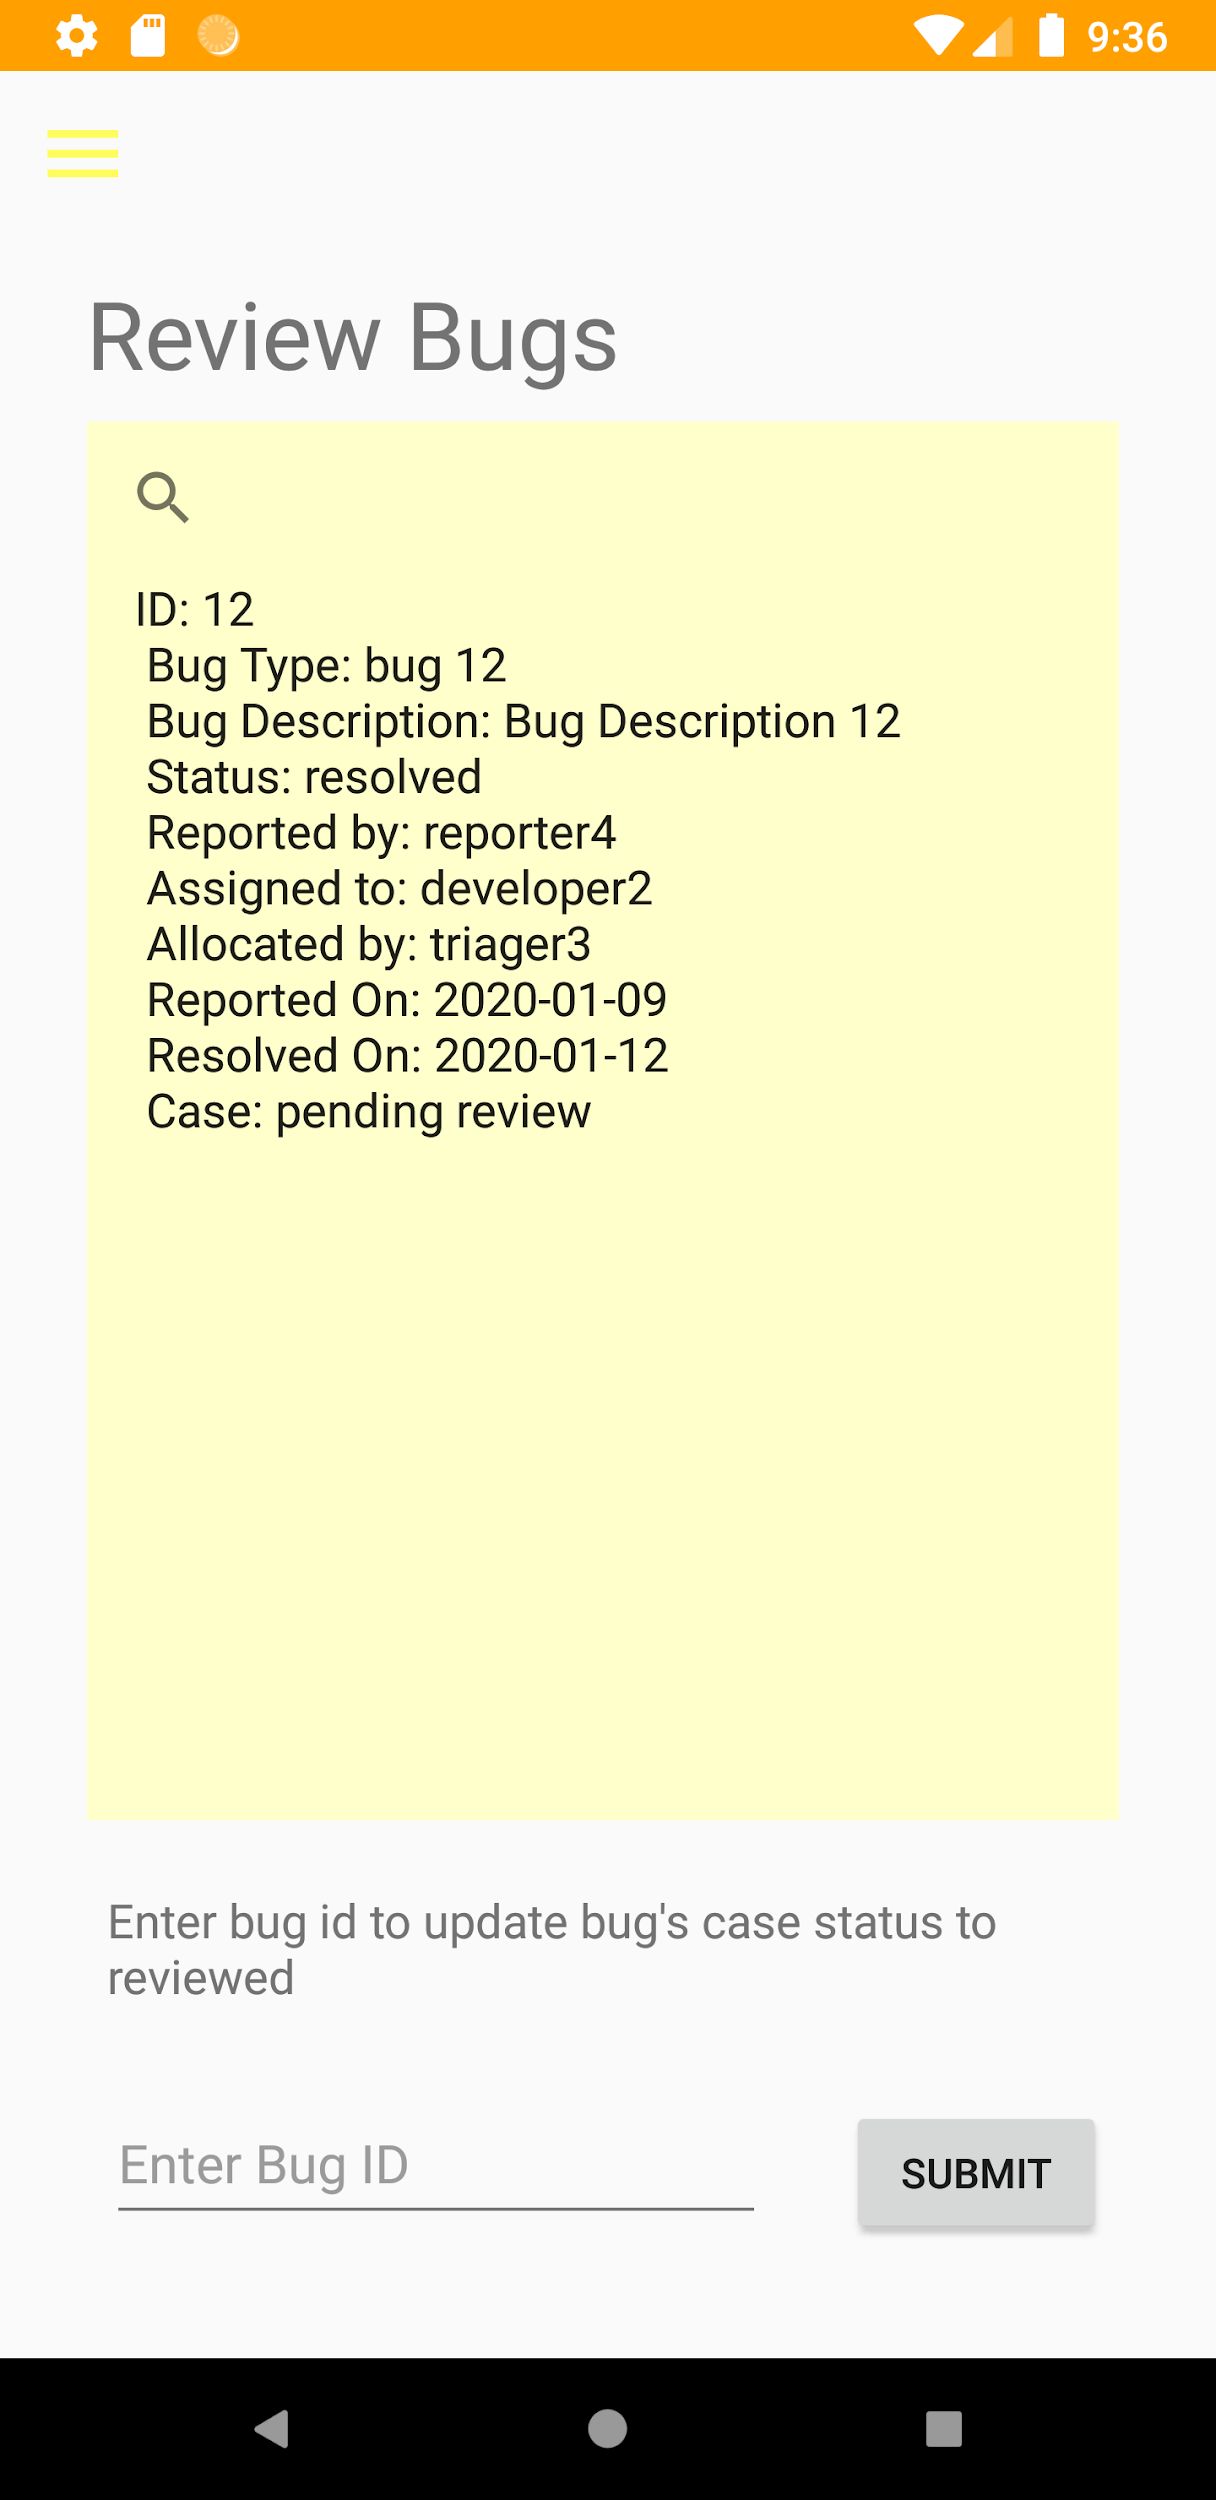 9:36
Review Bugs
ID: 12
Bug Type: bug 12
Bug Description: Bug Description 12
Status: resolved
Reported by: reporter4
Assigned to: developer2
Allocated by: triager3
Reported On: 2020-01-09
Resolved On: 2020-01-12
Case: pending review
Enter bug id to update bug's case status to
reviewed
Enter Bug ID
SUBMIT